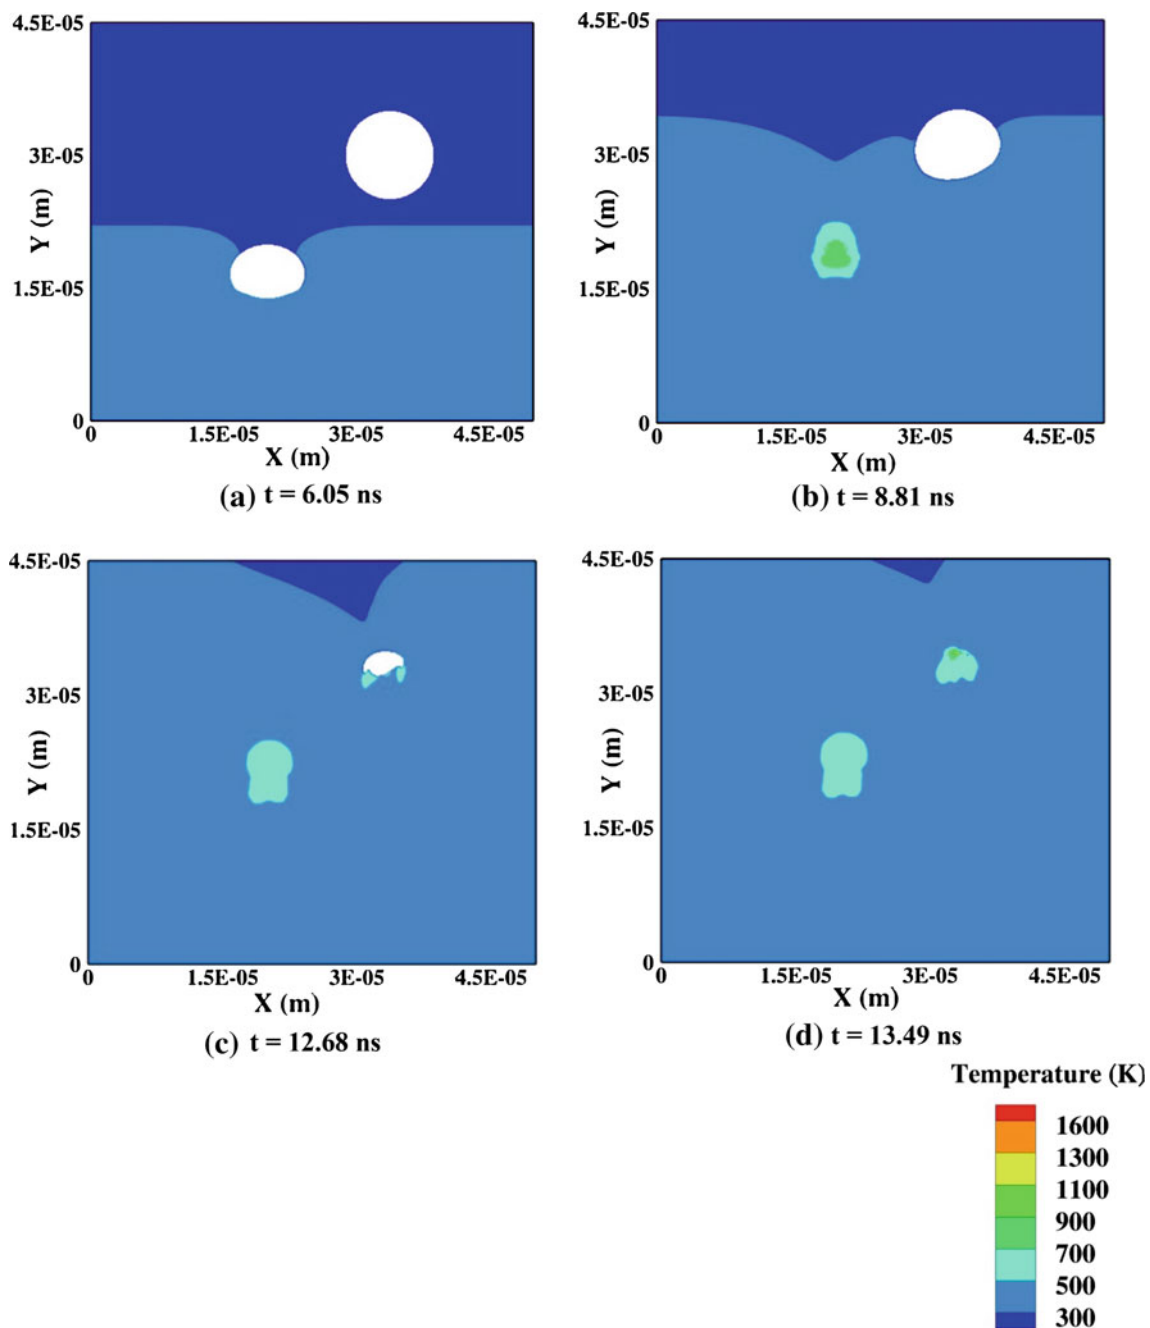 4.5E-05
3E-05
1.5E-05
0
Y (m)
0 1.5E-05 3E-05 4.5E-05
X (m)
(a) t = 6.05 ns
4.5E-05
3E-05
1.5E-05
0
Y (m)
0 1.5E-05 3E-05 4.5E-05
X (m)
(b) t = 8.81 ns
4.5E-05
3E-05
1.5E-05
0
Y (m)
0 1.5E-05 3E-05 4.5E-05
X (m)
(c) t = 12.68 ns
4.5E-05
3E-05
1.5E-05
0
Y (m)
0 1.5E-05 3E-05 4.5E-05
X (m)
(d) t = 13.49 ns
Temperature (K)
1600
1300
1100
900
700
500
300